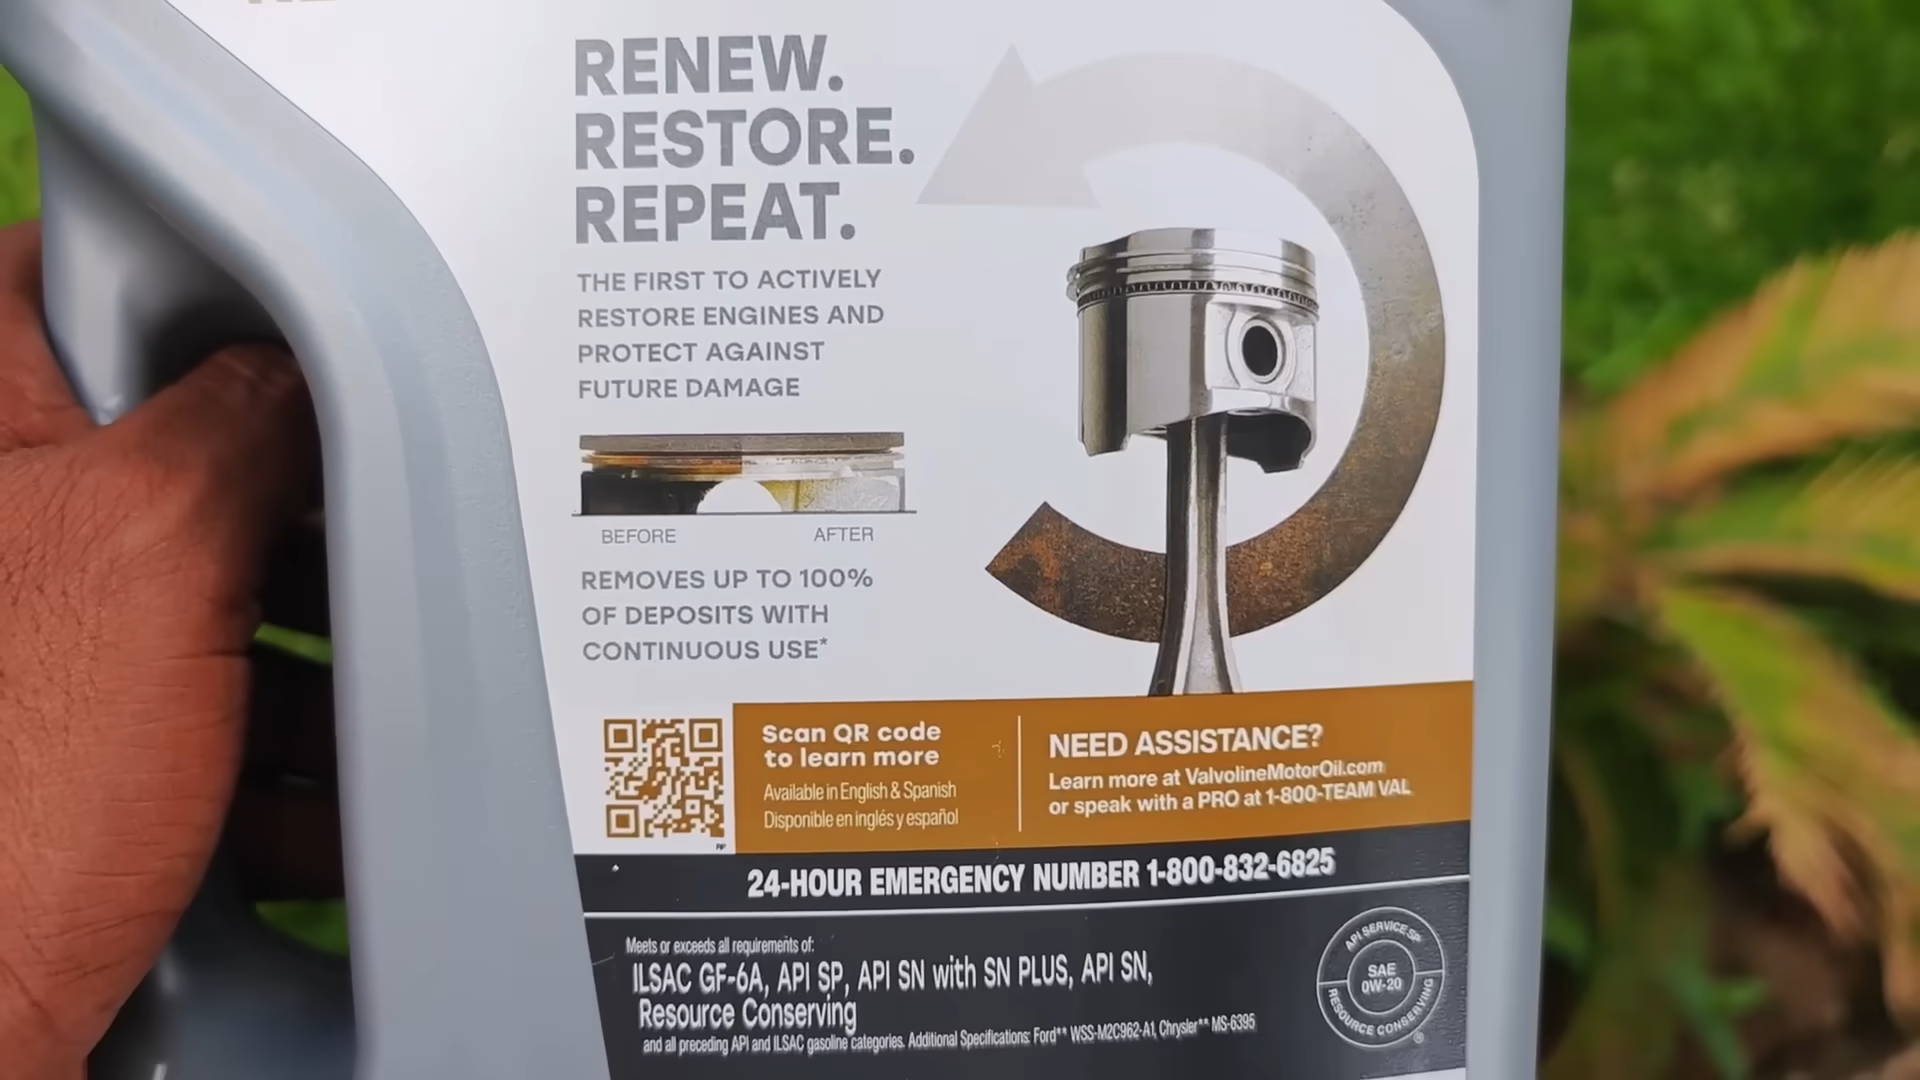 RENEW.
RESTORE.
REPEAT.
THE FIRST TO ACTIVELY
RESTORE ENGINES AND
PROTECT AGAINST
FUTURE DAMAGE
BEFORE AFTER
REMOVES UP TO 100%
OF DEPOSITS WITH
CONTINUOUS USE*
Scan QR code
to learn more
Available in English & Spanish
Disponible en inglés y español
NEED ASSISTANCE?
Learn more at ValvolineMotorOil.com
or speak with a PRO at 1-800-TEAM VAL
24-HOUR EMERGENCY NUMBER 1-800-832-6825
Meets or exceeds all requirements of:
ILSAC GF-6A, API SP, API SN with SN PLUS, API SN,
Resource Conserving
and all preceding API and ILSAC gasoline categories. Additional Specifications: Ford** WSS-M2C962-A1, Chrysler** MS-6395
API SERVICE SP
SAE
0W-20
RESOURCE CONSERVING
®